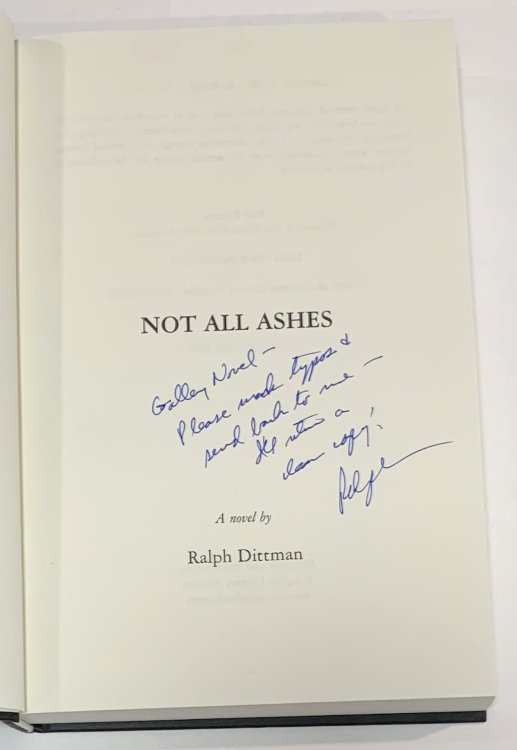 NOT ALL ASHES
Galley Novel —
Please mark typos &
send back to me —
I'll return a
clean copy!
Ralph
A novel by
Ralph Dittman